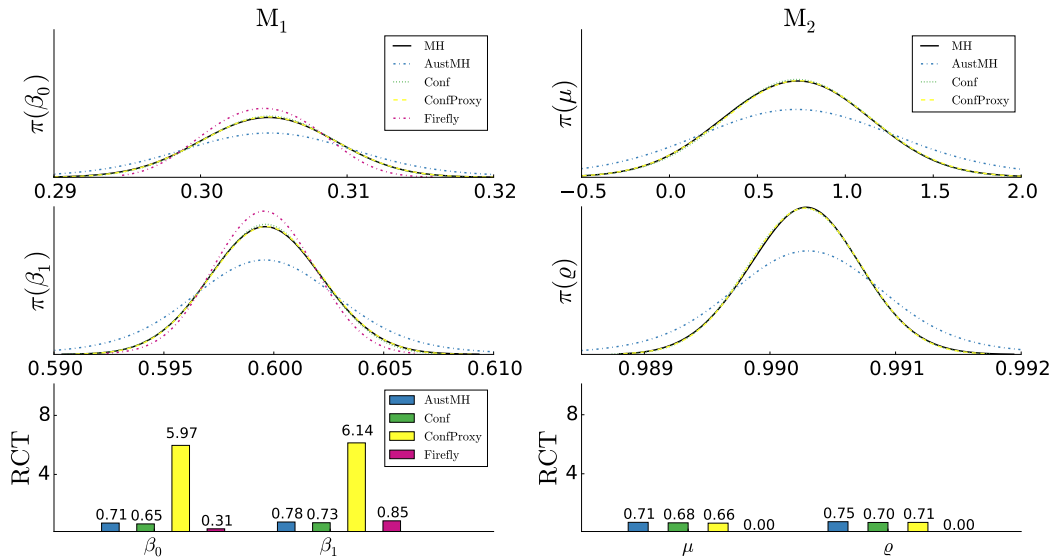 M₁
M₂
π(β₀)
MH
AustMH
Conf
ConfProxy
Firefly
0.29 0.30 0.31 0.32
π(μ)
MH
AustMH
Conf
ConfProxy
−0.5 0.0 0.5 1.0 1.5 2.0
π(β₁)
0.590 0.595 0.600 0.605 0.610
π(ϱ)
0.989 0.990 0.991 0.992
RCT
8
4
AustMH
Conf
ConfProxy
Firefly
0.71 0.65 5.97 0.31 0.78 0.73 6.14 0.85
β₀ β₁
RCT
8
4
0.71 0.68 0.66 0.00 0.75 0.70 0.71 0.00
μ ϱ